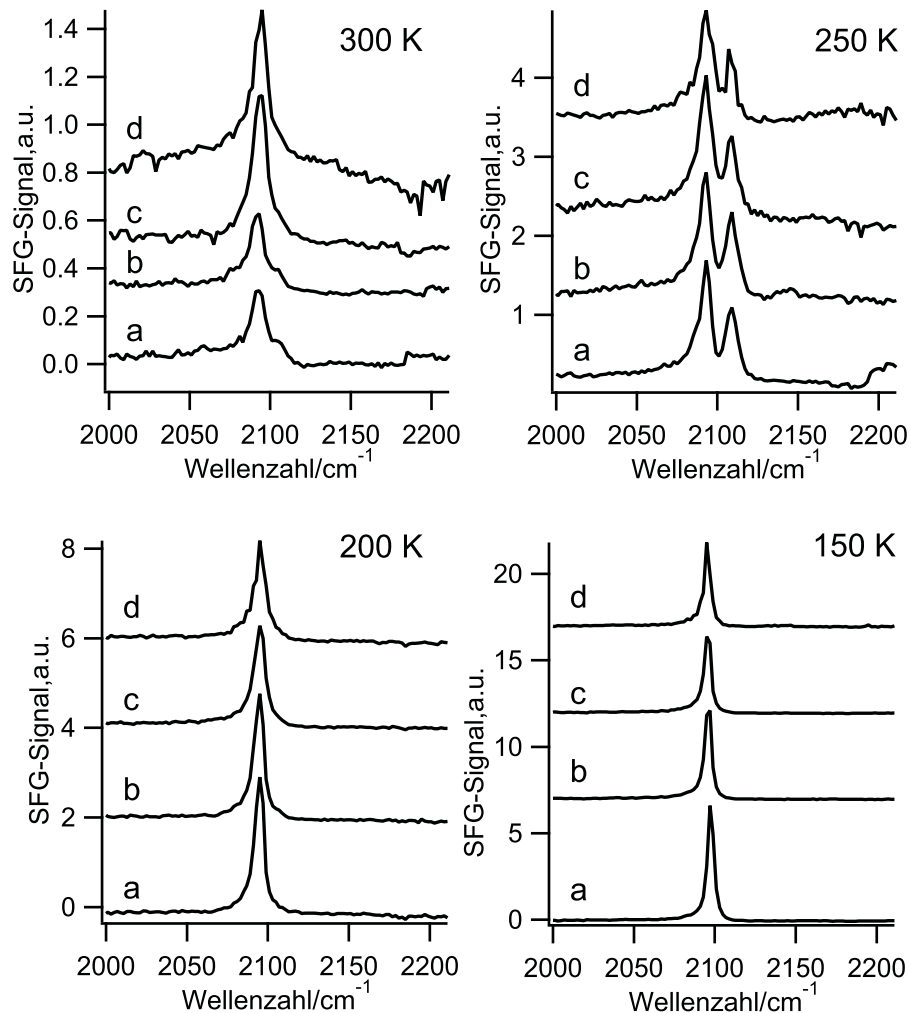 300 K
SFG-Signal,a.u.
1.4
1.2
1.0
0.8
0.6
0.4
0.2
0.0
d
c
b
a
2000 2050 2100 2150 2200
Wellenzahl/cm⁻¹
250 K
SFG-Signal,a.u.
4
3
2
1
d
c
b
a
2000 2050 2100 2150 2200
Wellenzahl/cm⁻¹
200 K
SFG-Signal,a.u.
8
6
4
2
0
d
c
b
a
2000 2050 2100 2150 2200
Wellenzahl/cm⁻¹
150 K
SFG-Signal,a.u.
20
15
10
5
0
d
c
b
a
2000 2050 2100 2150 2200
Wellenzahl/cm⁻¹